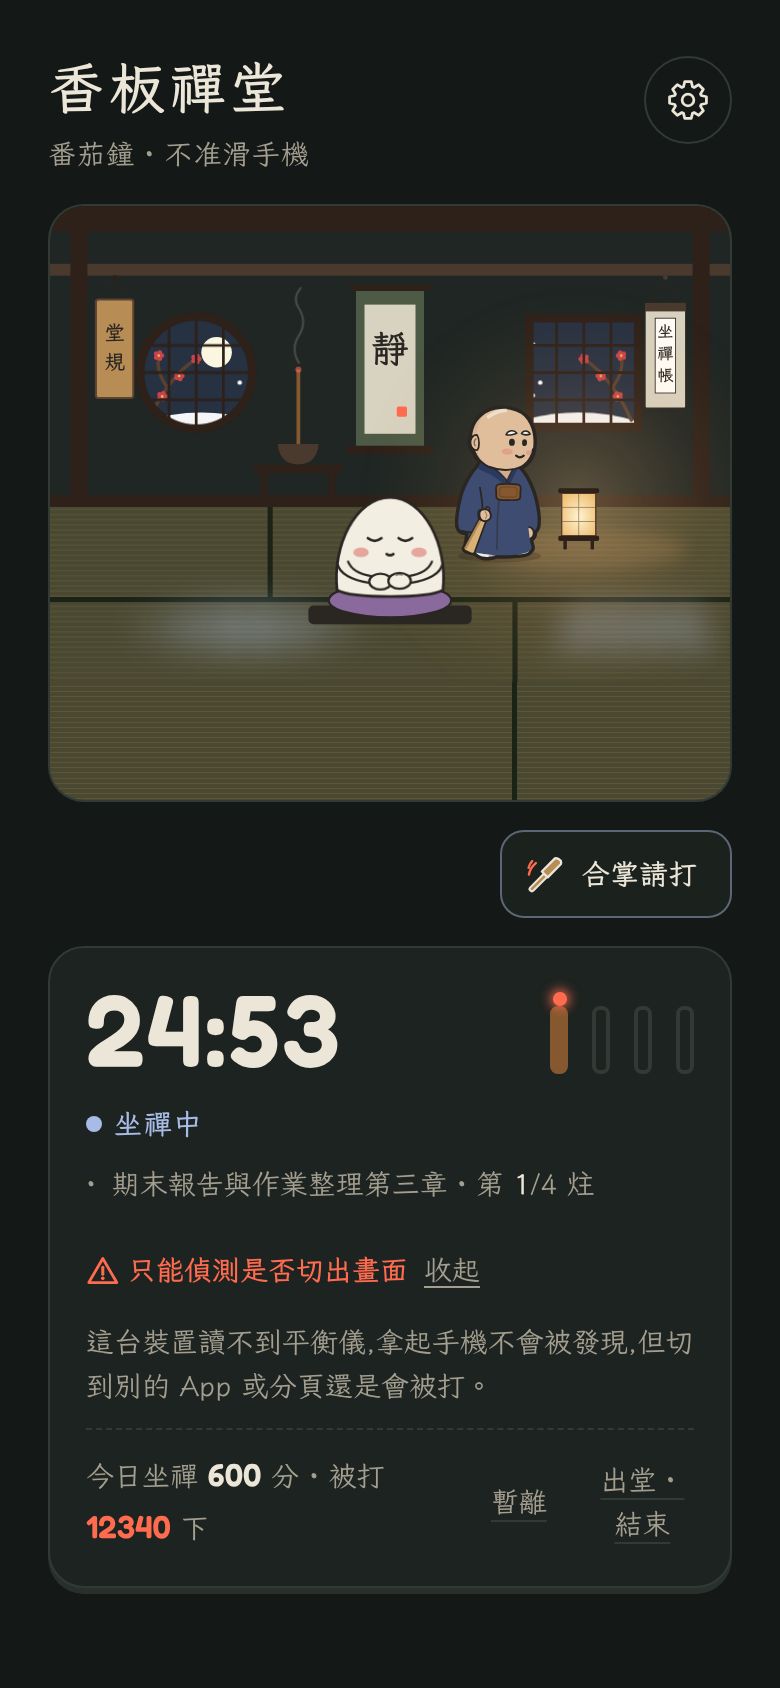 香板禪堂
番茄鐘・不准滑手機
堂規
靜
坐禪帳
合掌請打
24:53
坐禪中
· 期末報告與作業整理第三章・第 1/4 炷
只能偵測是否切出畫面 收起
這台裝置讀不到平衡儀,拿起手機不會被發現,但切
到別的 App 或分頁還是會被打。
今日坐禪 600 分・被打
12340 下
暫離
出堂・
結束